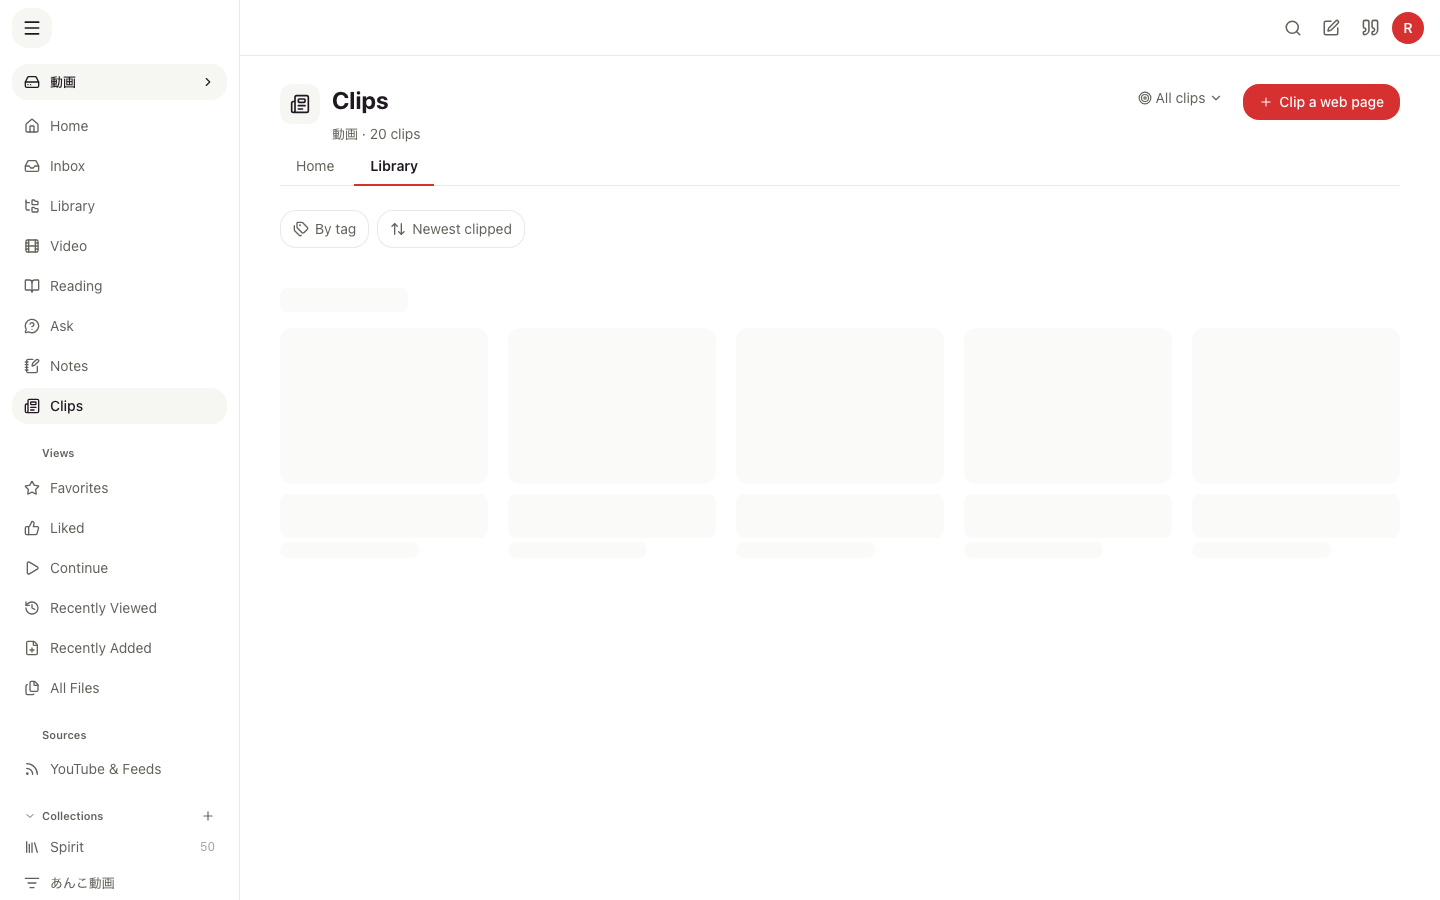 動画
Home
Inbox
Library
Video
Reading
Ask
Notes
Clips
Views
Favorites
Liked
Continue
Recently Viewed
Recently Added
All Files
Sources
YouTube & Feeds
Collections
Spirit 50
あんこ動画
R
Clips
動画 · 20 clips
All clips
Clip a web page
Home Library
By tag Newest clipped